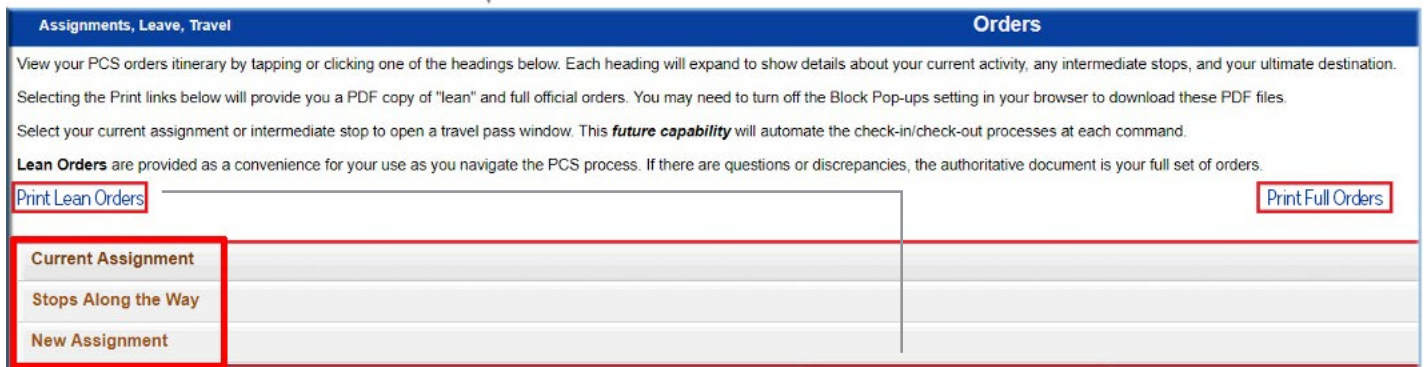 Assignments, Leave, Travel Orders
View your PCS orders itinerary by tapping or clicking one of the headings below. Each heading will expand to show details about your current activity, any intermediate stops, and your ultimate destination.
Selecting the Print links below will provide you a PDF copy of "lean" and full official orders. You may need to turn off the Block Pop-ups setting in your browser to download these PDF files.
Select your current assignment or intermediate stop to open a travel pass window. This future capability will automate the check-in/check-out processes at each command.
Lean Orders are provided as a convenience for your use as you navigate the PCS process. If there are questions or discrepancies, the authoritative document is your full set of orders.
Print Lean Orders Print Full Orders
Current Assignment
Stops Along the Way
New Assignment